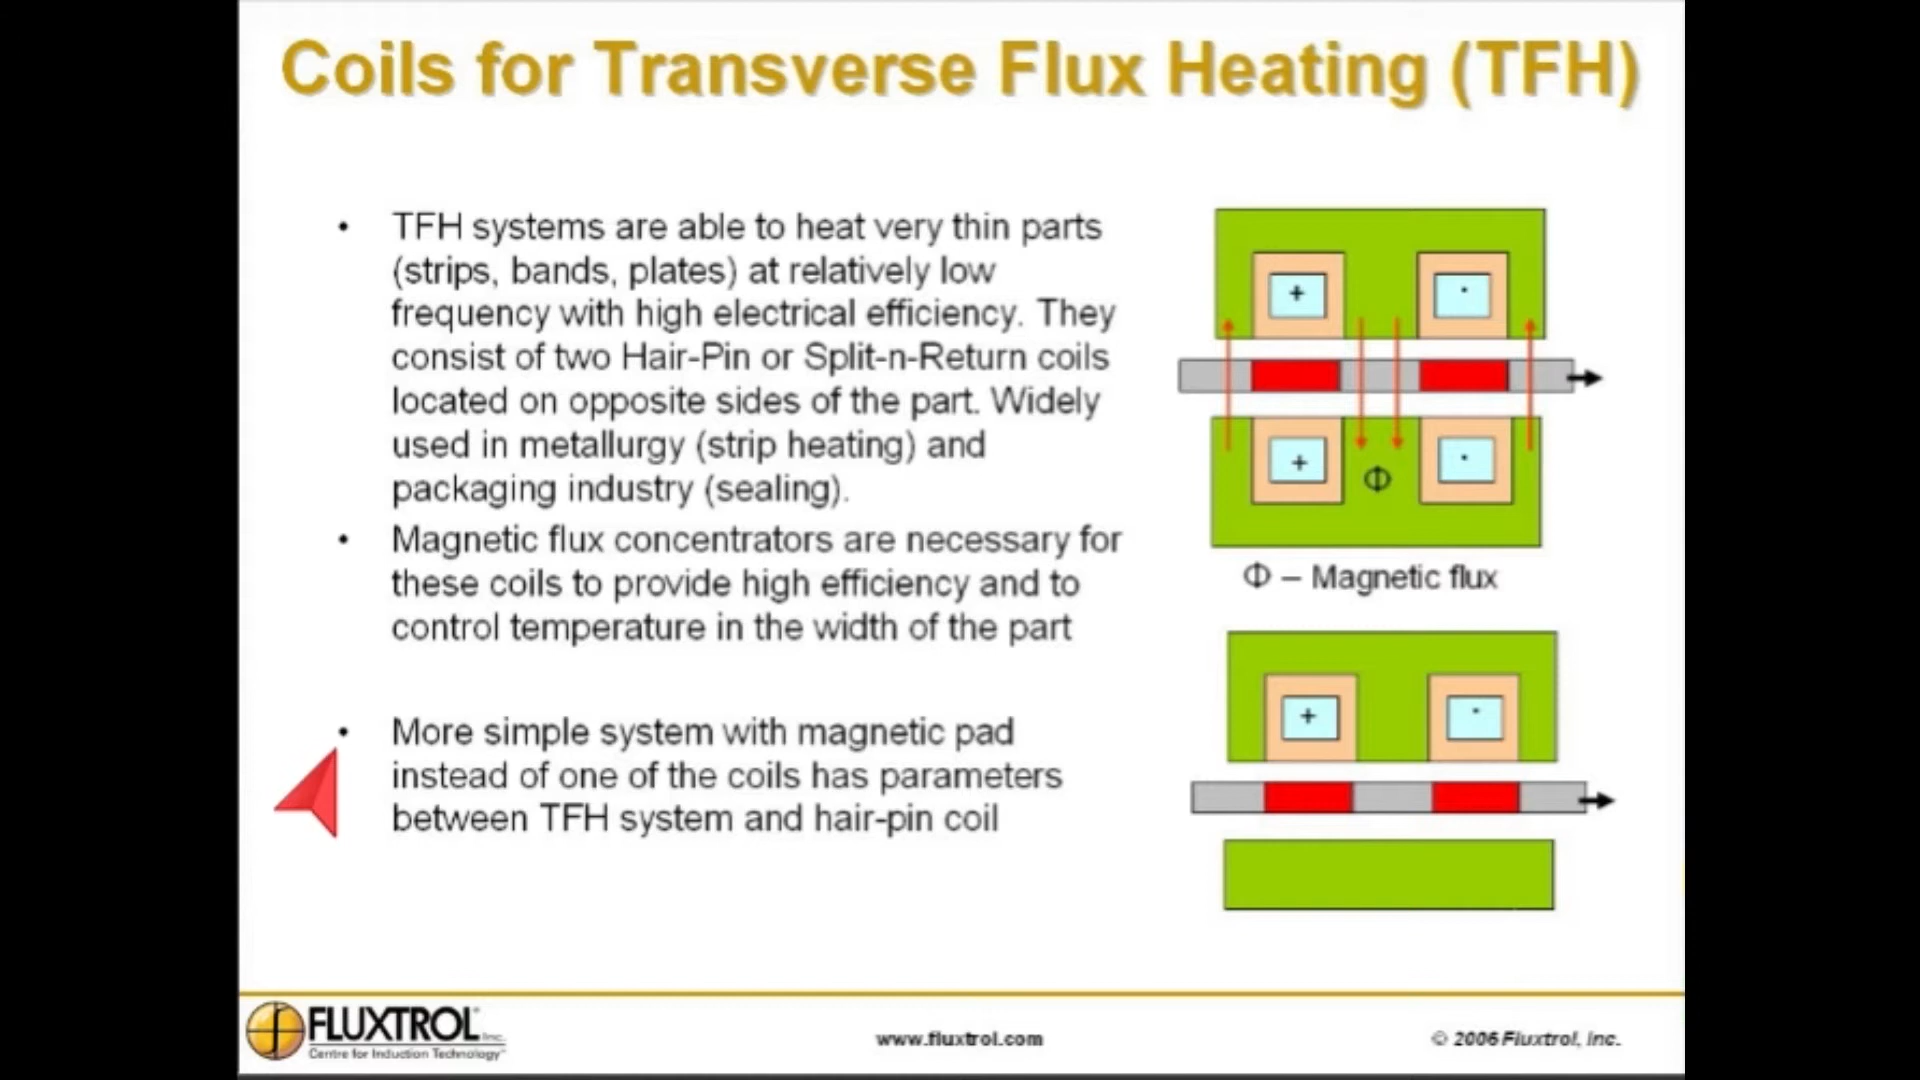 Coils for Transverse Flux Heating (TFH)
• TFH systems are able to heat very thin parts
(strips, bands, plates) at relatively low
frequency with high electrical efficiency. They
consist of two Hair-Pin or Split-n-Return coils
located on opposite sides of the part. Widely
used in metallurgy (strip heating) and
packaging industry (sealing).
• Magnetic flux concentrators are necessary for
these coils to provide high efficiency and to
control temperature in the width of the part
• More simple system with magnetic pad
instead of one of the coils has parameters
between TFH system and hair-pin coil
+ ·
+ ·
Φ
Φ – Magnetic flux
+ ·
FLUXTROL Inc.
Centre for Induction Technology
www.fluxtrol.com
© 2006 Fluxtrol, Inc.